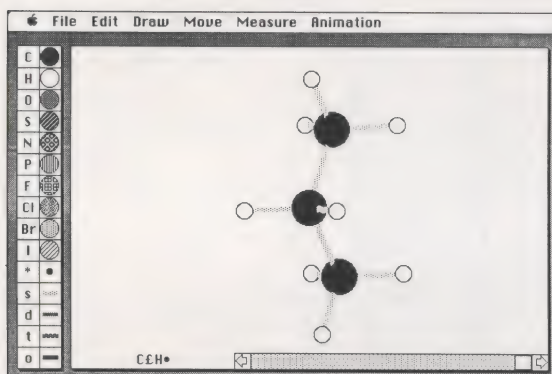 File Edit Draw Move Measure Animation
C
H
O
S
N
P
F
Cl
Br
I
*
s
d
t
o
C£H•